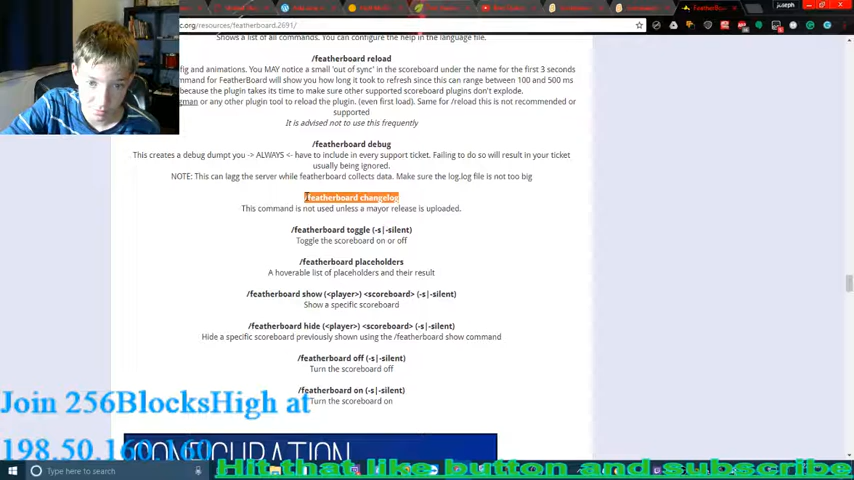 .org/resources/featherboard.2691/
Shows a list of all commands. You can configure the help in the language file.
/featherboard reload
fig and animations. You MAY notice a small 'out of sync' in the scoreboard under the name for the first 3 seconds
ommand for FeatherBoard will show you how long it took to refresh since this can range between 100 and 500 ms
because the plugin takes its time to make sure other supported scoreboard plugins don't explode.
gman or any other plugin tool to reload the plugin. (even first load). Same for /reload this is not recommended or
supported
It is advised not to use this frequently
/featherboard debug
This creates a debug dumpt you -> ALWAYS <- have to include in every support ticket. Failing to do so will result in your ticket
usually being ignored.
NOTE: This can lagg the server while featherboard collects data. Make sure the log.log file is not too big
/featherboard changelog
This command is not used unless a mayor release is uploaded.
/featherboard toggle (-s|-silent)
Toggle the scoreboard on or off
/featherboard placeholders
A hoverable list of placeholders and their result
/featherboard show (<player>) <scoreboard> (-s|-silent)
Show a specific scoreboard
/featherboard hide (<player>) <scoreboard> (-s|-silent)
Hide a specific scoreboard previously shown using the /featherboard show command
/featherboard off (-s|-silent)
Turn the scoreboard off
/featherboard on (-s|-silent)
Turn the scoreboard on
Join 256BlocksHigh at
198.50.160.160
CONFIGURATION
Type here to search
Hit that like button and subscribe